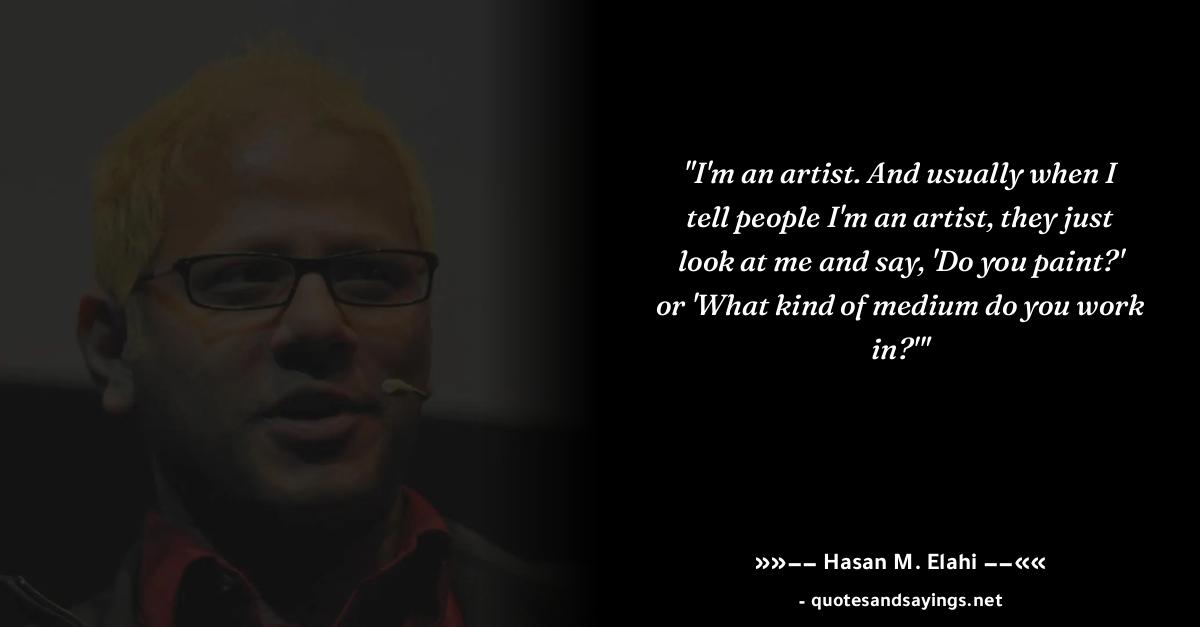 "I'm an artist. And usually when I
tell people I'm an artist, they just
look at me and say, 'Do you paint?'
or 'What kind of medium do you work
in?'"
»»−− Hasan M. Elahi −−««
- quotesandsayings.net